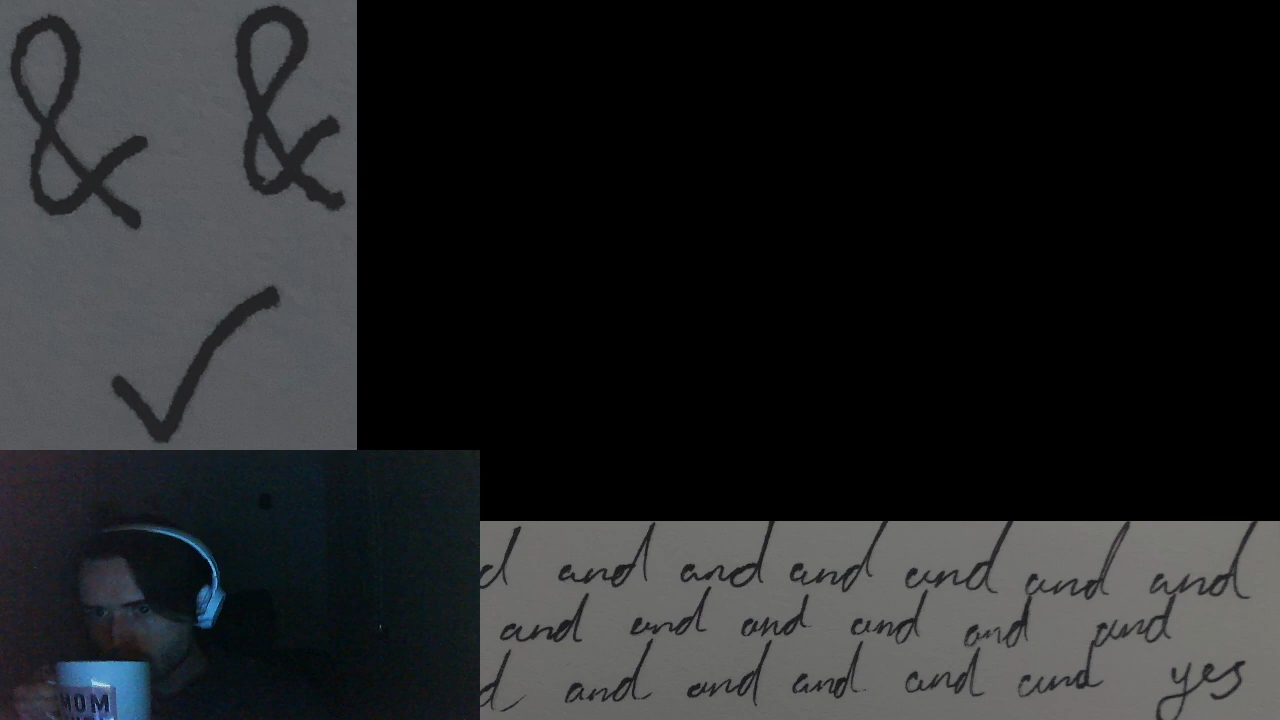 & &
✓
and and and and and and
and and and and and and
and and and and and yes
MOM